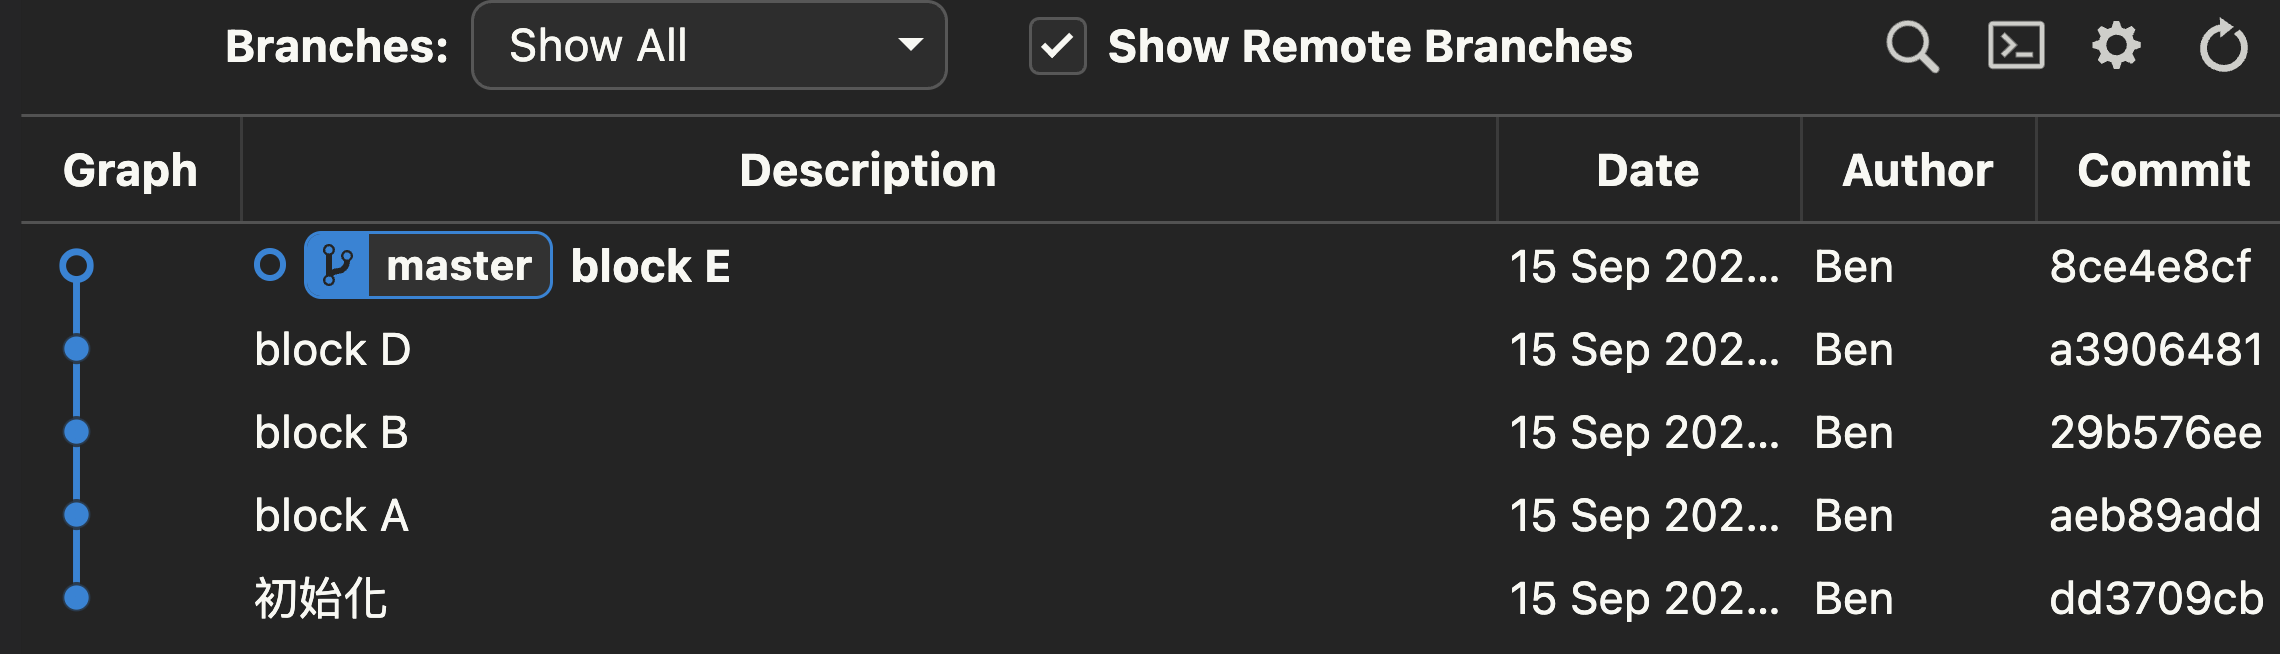 Branches: Show All Show Remote Branches
Graph Description Date Author Commit
master block E 15 Sep 202... Ben 8ce4e8cf
block D 15 Sep 202... Ben a3906481
block B 15 Sep 202... Ben 29b576ee
block A 15 Sep 202... Ben aeb89add
初始化 15 Sep 202... Ben dd3709cb